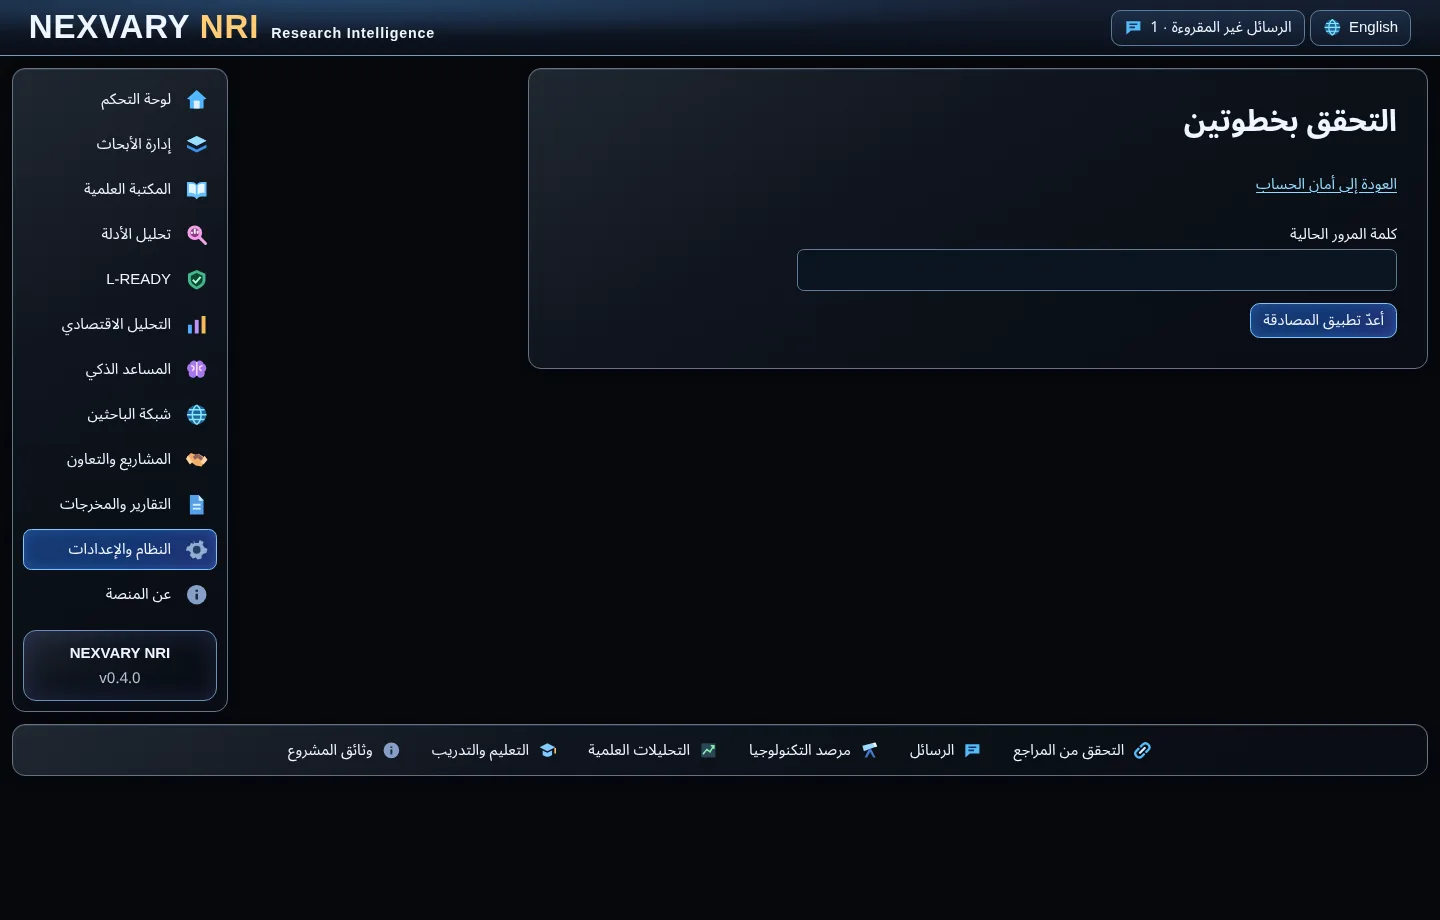 NEXVARY NRI Research Intelligence
الرسائل غير المقروءة · 1
English
لوحة التحكم
إدارة الأبحاث
المكتبة العلمية
تحليل الأدلة
L-READY
التحليل الاقتصادي
المساعد الذكي
شبكة الباحثين
المشاريع والتعاون
التقارير والمخرجات
النظام والإعدادات
عن المنصة
NEXVARY NRI
v0.4.0
التحقق بخطوتين
العودة إلى أمان الحساب
كلمة المرور الحالية
أعدّ تطبيق المصادقة
التحقق من المراجع
الرسائل
مرصد التكنولوجيا
التحليلات العلمية
التعليم والتدريب
وثائق المشروع